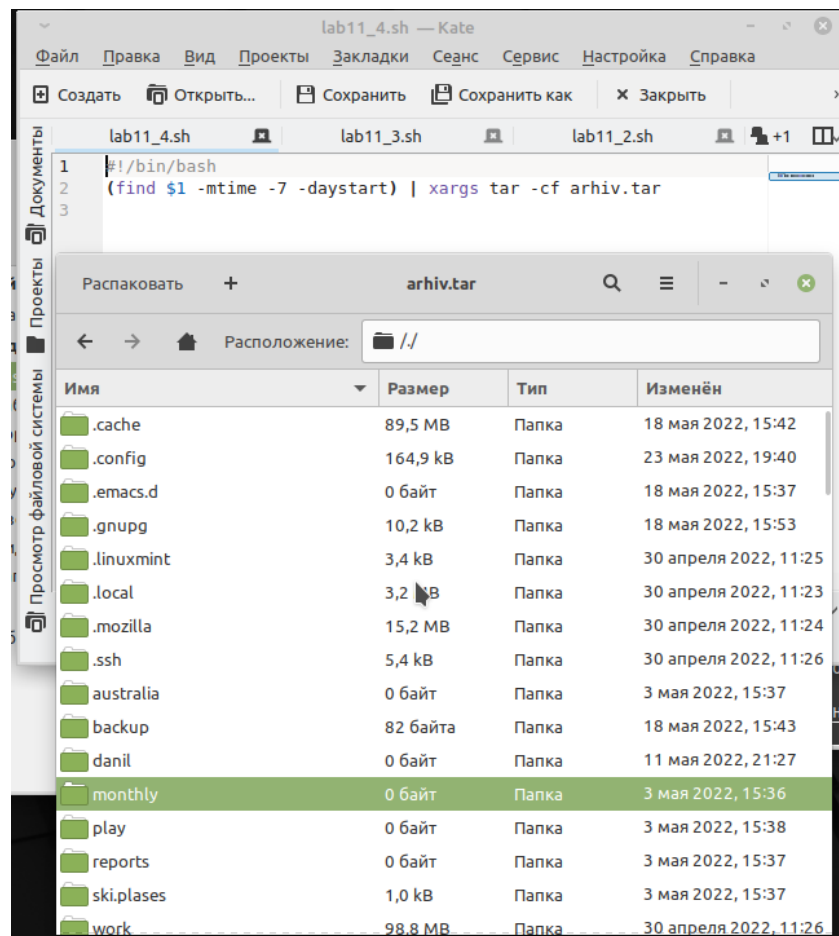 lab11_4.sh — Kate
Файл Правка Вид Проекты Закладки Сеанс Сервис Настройка Справка
Создать Открыть... Сохранить Сохранить как Закрыть
lab11_4.sh lab11_3.sh lab11_2.sh +1
Документы
Проекты
Просмотр файловой системы
1 #!/bin/bash
2 (find $1 -mtime -7 -daystart) | xargs tar -cf arhiv.tar
3
Распаковать + arhiv.tar
Расположение: /./
Имя Размер Тип Изменён
.cache 89,5 MB Папка 18 мая 2022, 15:42
.config 164,9 kB Папка 23 мая 2022, 19:40
.emacs.d 0 байт Папка 18 мая 2022, 15:37
.gnupg 10,2 kB Папка 18 мая 2022, 15:53
.linuxmint 3,4 kB Папка 30 апреля 2022, 11:25
.local 3,2 Папка 30 апреля 2022, 11:23
.mozilla 15,2 MB Папка 30 апреля 2022, 11:24
.ssh 5,4 kB Папка 30 апреля 2022, 11:26
australia 0 байт Папка 3 мая 2022, 15:37
backup 82 байта Папка 18 мая 2022, 15:43
danil 0 байт Папка 11 мая 2022, 21:27
monthly 0 байт Папка 3 мая 2022, 15:36
play 0 байт Папка 3 мая 2022, 15:38
reports 0 байт Папка 3 мая 2022, 15:37
ski.plases 1,0 kB Папка 3 мая 2022, 15:37
work 98,8 MB Папка 30 апреля 2022, 11:26